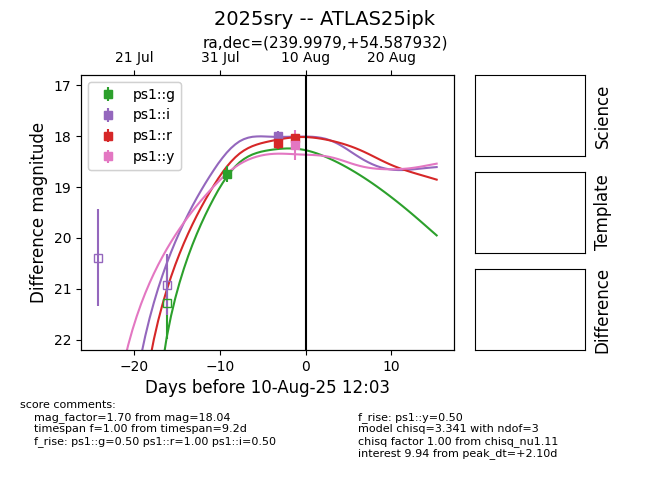 2025sry -- ATLAS25ipk
ra,dec=(239.9979,+54.587932)
21 Jul 31 Jul 10 Aug 20 Aug
17
18
19
20
21
22
Difference magnitude
ps1::g
ps1::i
ps1::r
ps1::y
−20 −10 0 10
Days before 10-Aug-25 12:03
Science
Template
Difference
score comments:
mag_factor=1.70 from mag=18.04
timespan f=1.00 from timespan=9.2d
f_rise: ps1::g=0.50 ps1::r=1.00 ps1::i=0.50
f_rise: ps1::y=0.50
model chisq=3.341 with ndof=3
chisq factor 1.00 from chisq_nu1.11
interest 9.94 from peak_dt=+2.10d